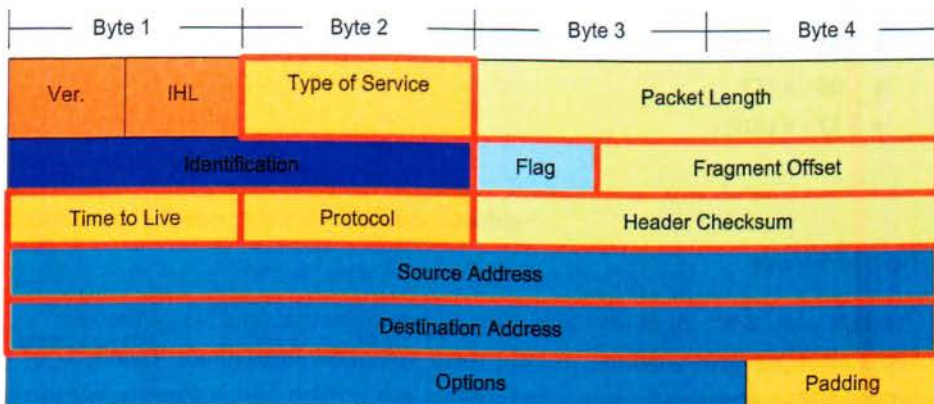 Byte 1 Byte 2 Byte 3 Byte 4
Ver. IHL Type of Service Packet Length
Identification Flag Fragment Offset
Time to Live Protocol Header Checksum
Source Address
Destination Address
Options Padding